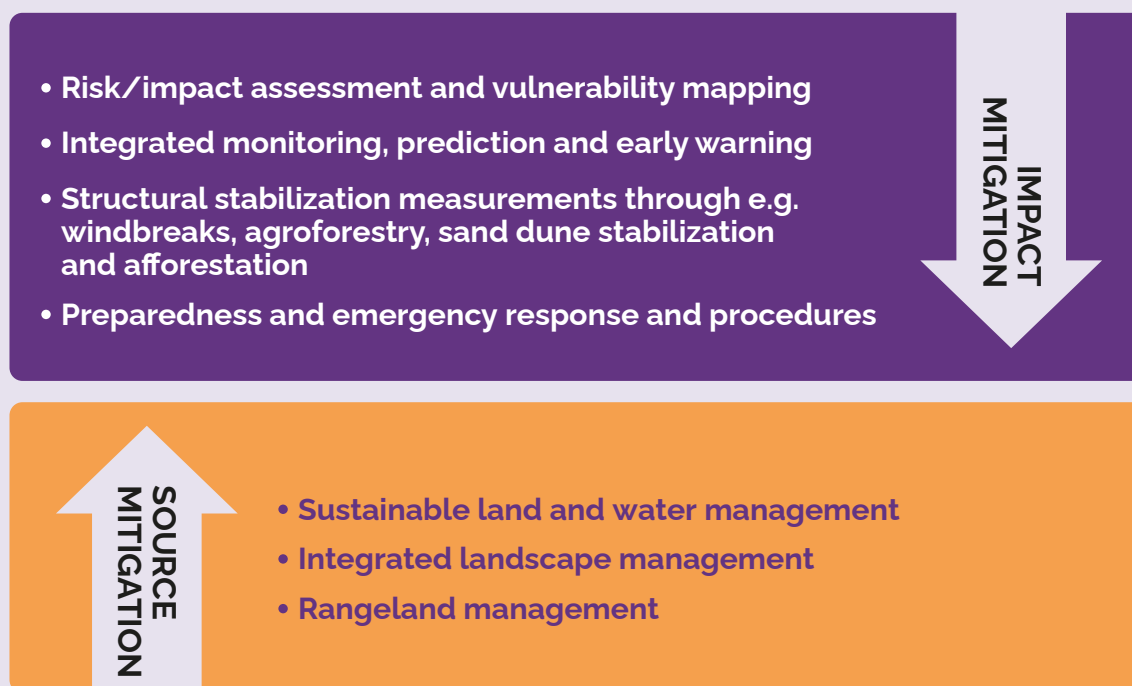 • Risk/impact assessment and vulnerability mapping
• Integrated monitoring, prediction and early warning
• Structural stabilization measurements through e.g.
windbreaks, agroforestry, sand dune stabilization
and afforestation
• Preparedness and emergency response and procedures
IMPACT
MITIGATION
SOURCE
MITIGATION
• Sustainable land and water management
• Integrated landscape management
• Rangeland management